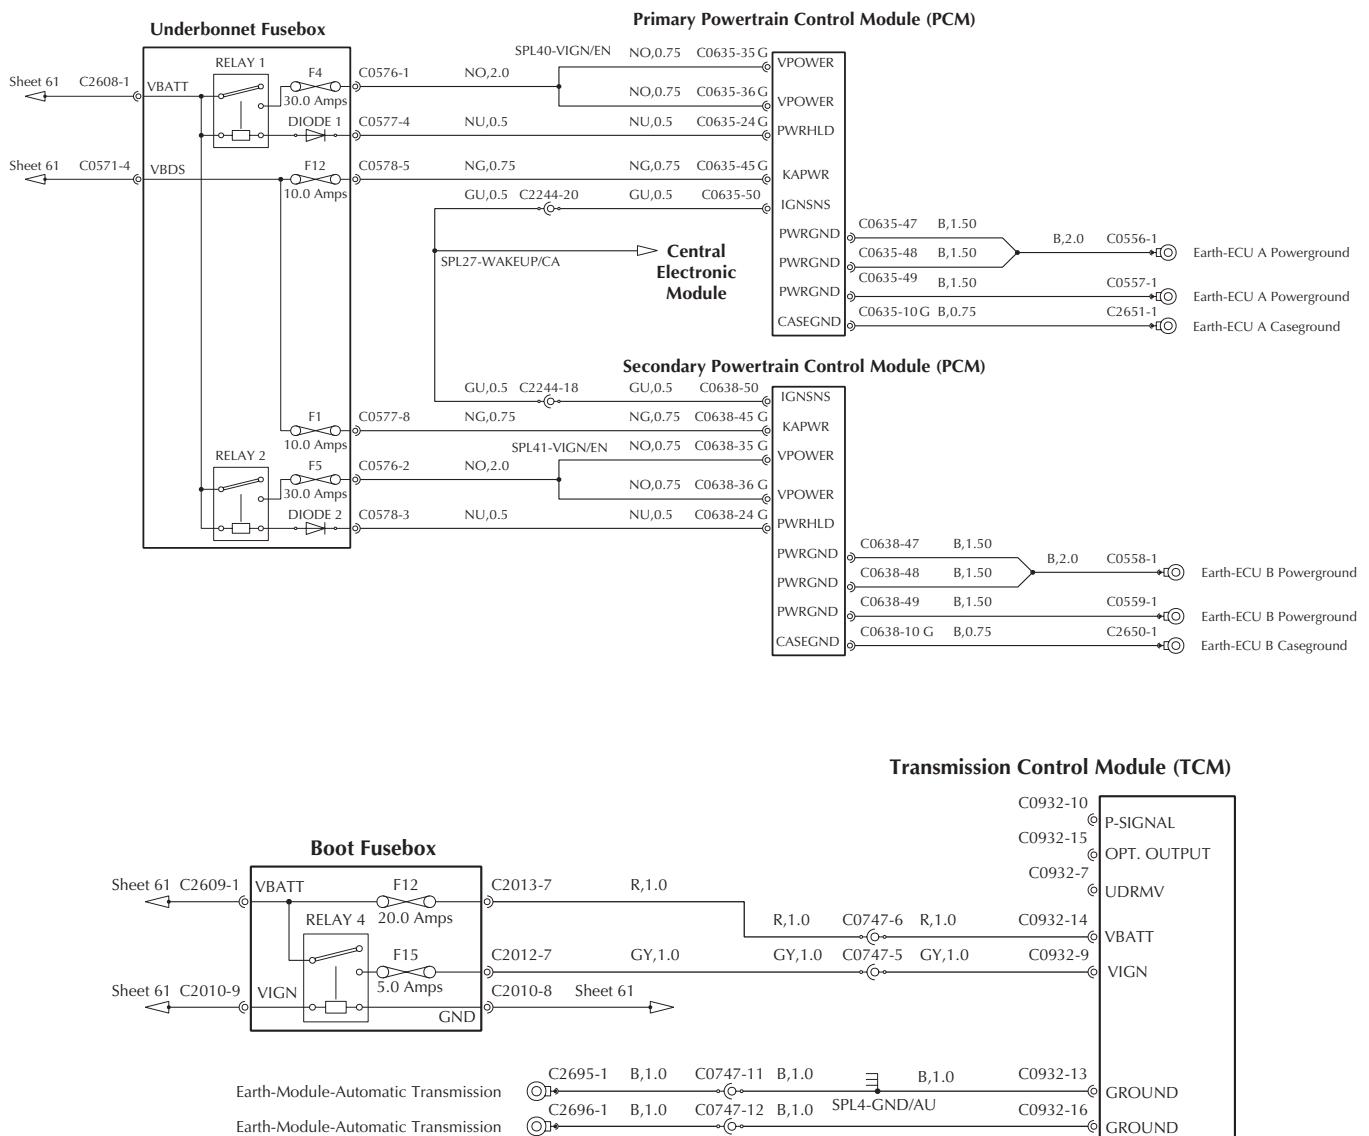 Primary Powertrain Control Module (PCM)
Underbonnet Fusebox
SPL40-VIGN/EN NO,0.75 C0635-35 G
RELAY 1
F4
C0576-1
NO,2.0
VPOWER
Sheet 61 C2608-1
VBATT
NO,0.75 C0635-36 G
30.0 Amps
VPOWER
DIODE 1
C0577-4 NU,0.5 NU,0.5 C0635-24 G
PWRHLD
Sheet 61 C0571-4
VBDS
F12
C0578-5 NG,0.75 NG,0.75 C0635-45 G
KAPWR
10.0 Amps
GU,0.5 C2244-20 GU,0.5 C0635-50
IGNSNS
PWRGND
C0635-47 B,1.50
B,2.0 C0556-1
Earth-ECU A Powerground
SPL27-WAKEUP/CA
Central
Electronic
Module
PWRGND
C0635-48 B,1.50
PWRGND
C0635-49
B,1.50
C0557-1
Earth-ECU A Powerground
CASEGND
C0635-10 G B,0.75
C2651-1
Earth-ECU A Caseground
Secondary Powertrain Control Module (PCM)
GU,0.5 C2244-18 GU,0.5 C0638-50
IGNSNS
F1
C0577-8 NG,0.75 NG,0.75 C0638-45 G
KAPWR
10.0 Amps
SPL41-VIGN/EN NO,0.75 C0638-35 G
VPOWER
RELAY 2
F5
C0576-2 NO,2.0
30.0 Amps
NO,0.75 C0638-36 G
VPOWER
DIODE 2
C0578-3 NU,0.5 NU,0.5 C0638-24 G
PWRHLD
PWRGND
C0638-47 B,1.50
B,2.0 C0558-1
Earth-ECU B Powerground
PWRGND
C0638-48 B,1.50
PWRGND
C0638-49 B,1.50 C0559-1
Earth-ECU B Powerground
CASEGND
C0638-10 G B,0.75 C2650-1
Earth-ECU B Caseground
Transmission Control Module (TCM)
C0932-10
P-SIGNAL
C0932-15
OPT. OUTPUT
C0932-7
UDRMV
Boot Fusebox
Sheet 61 C2609-1
VBATT
F12
C2013-7 R,1.0
20.0 Amps
RELAY 4
R,1.0 C0747-6 R,1.0 C0932-14
VBATT
F15
C2012-7 GY,1.0 GY,1.0 C0747-5 GY,1.0 C0932-9
VIGN
5.0 Amps
Sheet 61 C2010-9
VIGN
GND
C2010-8 Sheet 61
Earth-Module-Automatic Transmission
C2695-1 B,1.0 C0747-11 B,1.0
B,1.0 C0932-13
GROUND
SPL4-GND/AU
Earth-Module-Automatic Transmission
C2696-1 B,1.0 C0747-12 B,1.0
C0932-16
GROUND